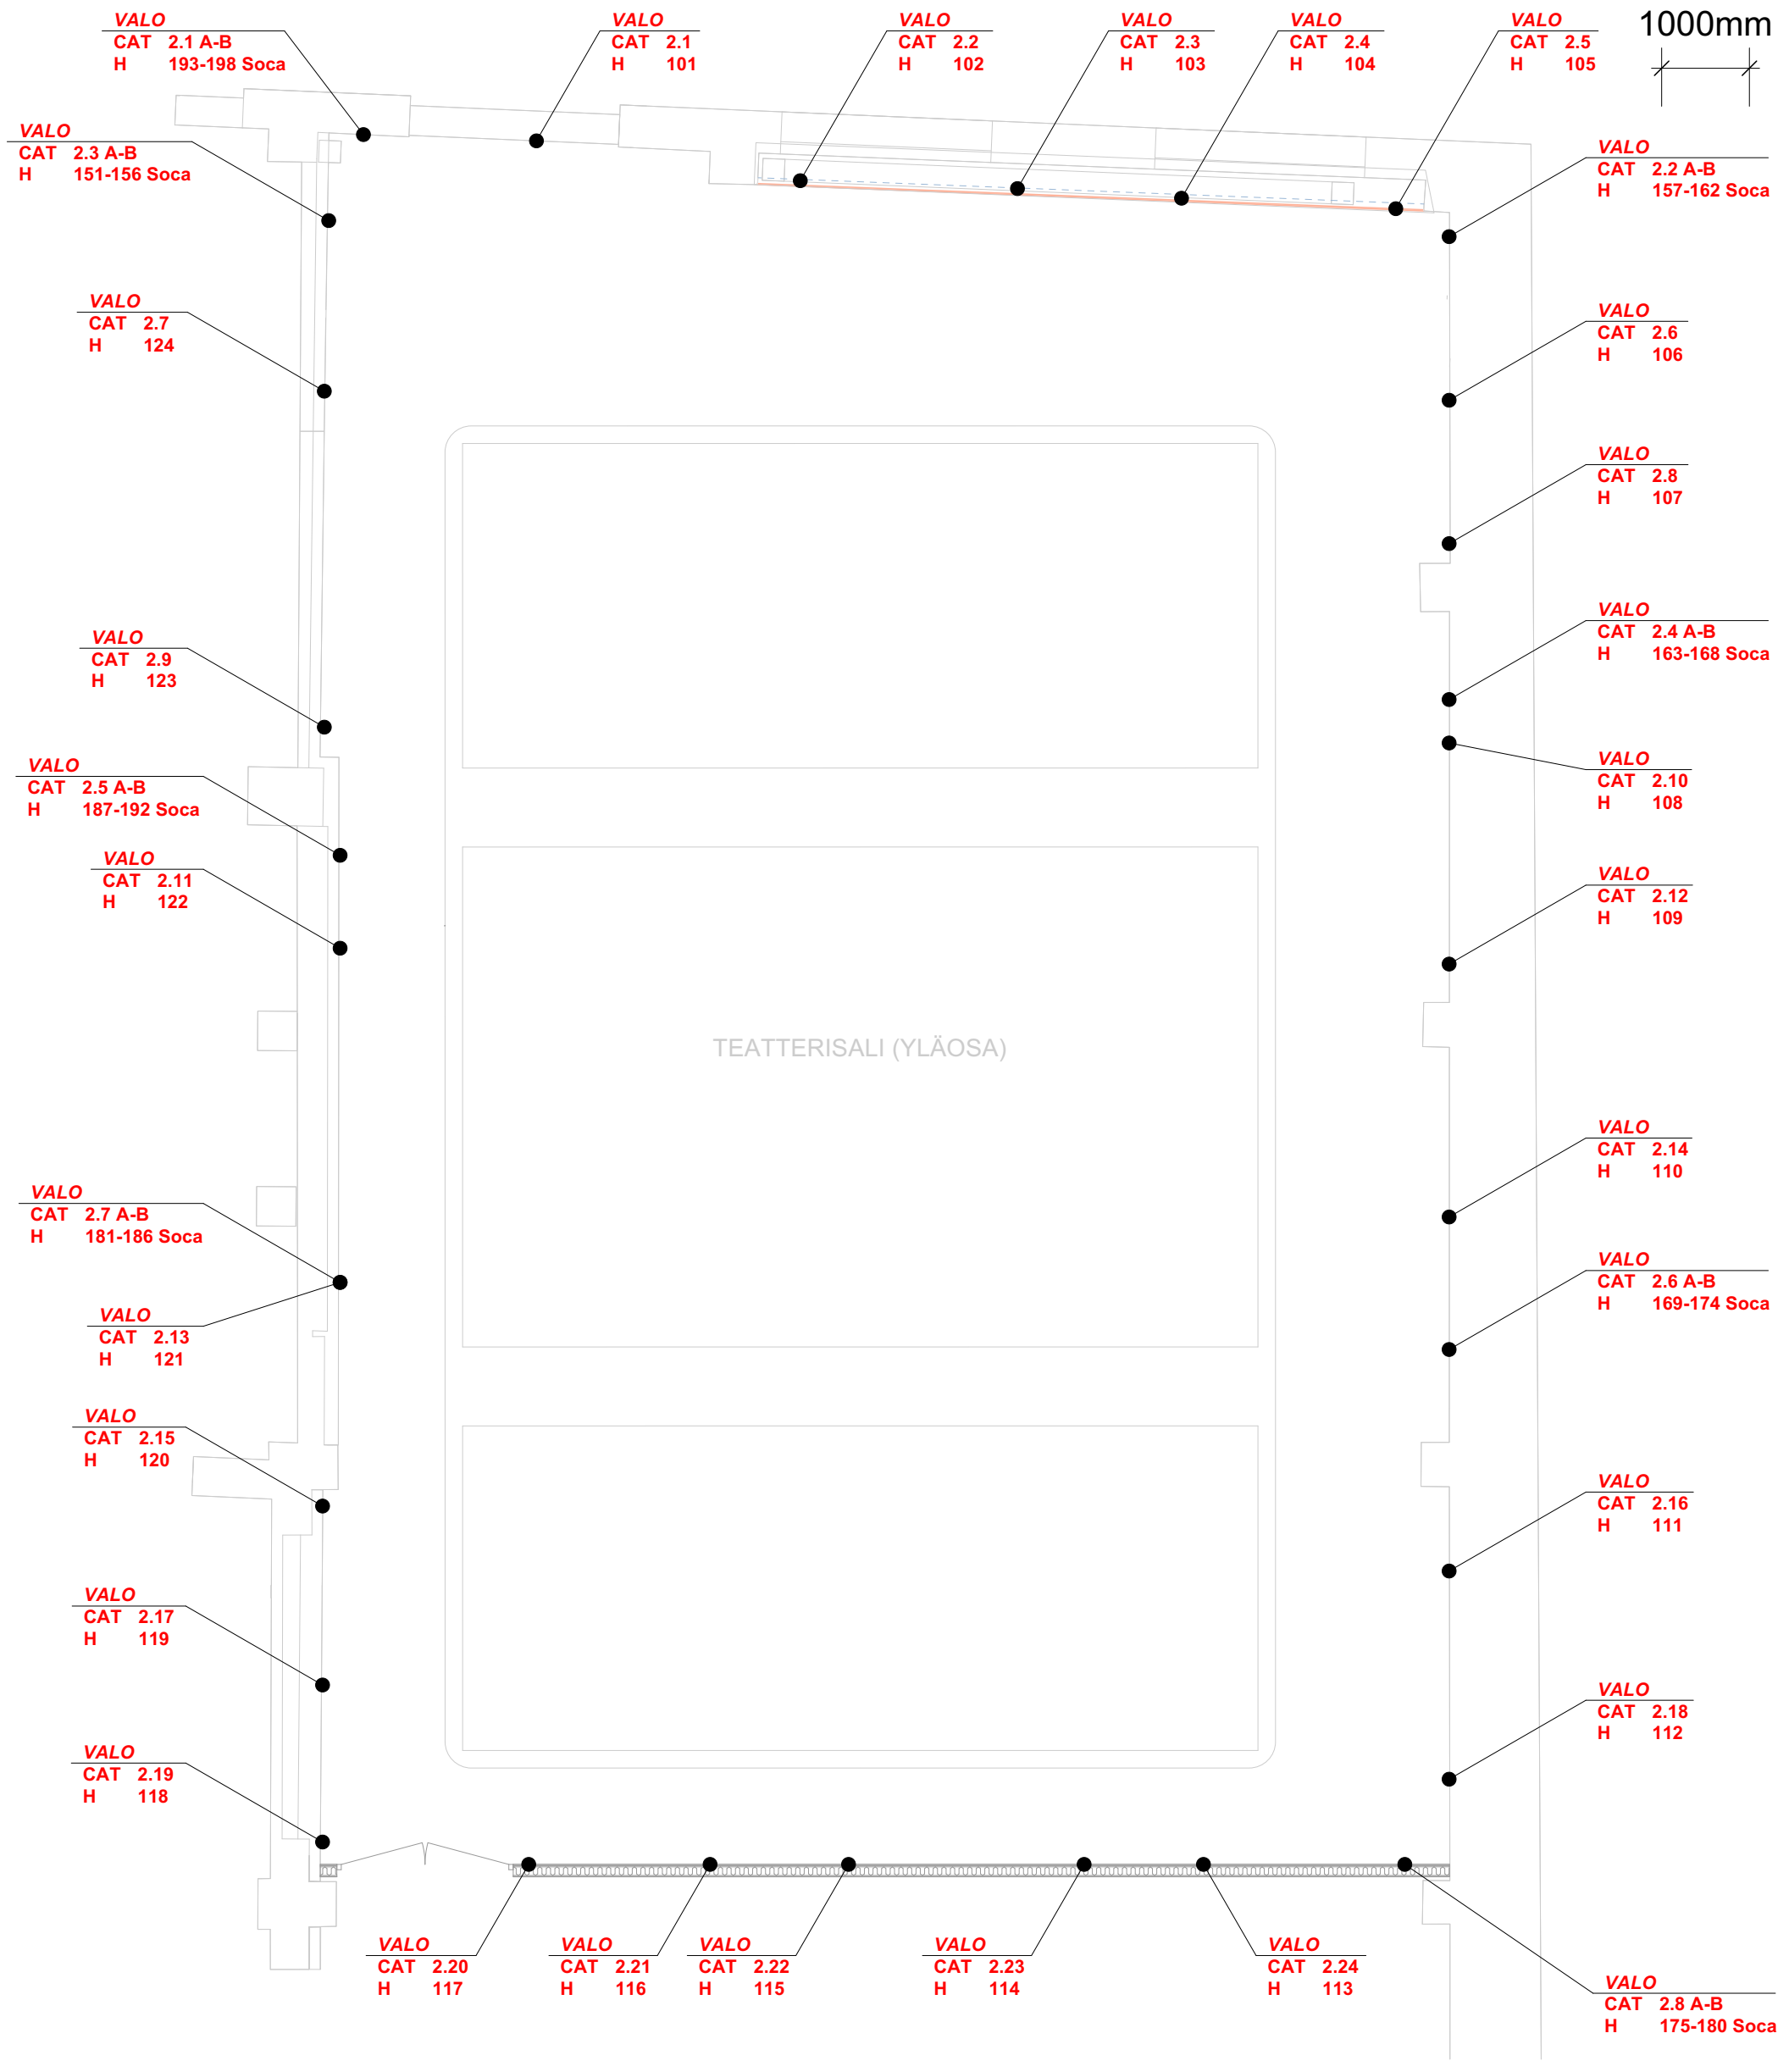 1000mm
VALO
CAT 2.1 A-B
H 193-198 Soca
VALO
CAT 2.1
H 101
VALO
CAT 2.2
H 102
VALO
CAT 2.3
H 103
VALO
CAT 2.4
H 104
VALO
CAT 2.5
H 105
VALO
CAT 2.3 A-B
H 151-156 Soca
VALO
CAT 2.2 A-B
H 157-162 Soca
VALO
CAT 2.7
H 124
VALO
CAT 2.6
H 106
VALO
CAT 2.8
H 107
VALO
CAT 2.9
H 123
VALO
CAT 2.4 A-B
H 163-168 Soca
VALO
CAT 2.5 A-B
H 187-192 Soca
VALO
CAT 2.10
H 108
VALO
CAT 2.11
H 122
VALO
CAT 2.12
H 109
TEATTERISALI (YLÄOSA)
VALO
CAT 2.14
H 110
VALO
CAT 2.7 A-B
H 181-186 Soca
VALO
CAT 2.6 A-B
H 169-174 Soca
VALO
CAT 2.13
H 121
VALO
CAT 2.15
H 120
VALO
CAT 2.16
H 111
VALO
CAT 2.17
H 119
VALO
CAT 2.18
H 112
VALO
CAT 2.19
H 118
VALO
CAT 2.20
H 117
VALO
CAT 2.21
H 116
VALO
CAT 2.22
H 115
VALO
CAT 2.23
H 114
VALO
CAT 2.24
H 113
VALO
CAT 2.8 A-B
H 175-180 Soca